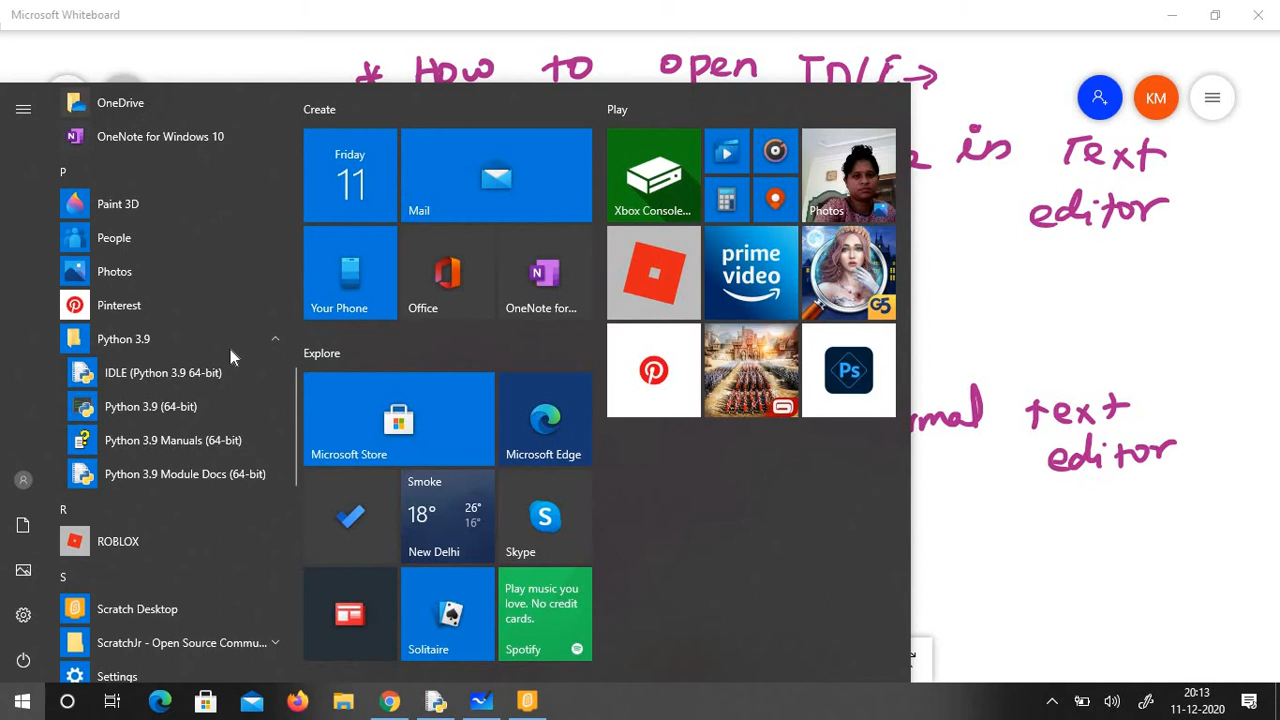 Microsoft Whiteboard
* How to open IDLE→
is Text
editor
KM
OneDrive
OneNote for Windows 10
P
Paint 3D
People
Photos
Pinterest
Python 3.9
IDLE (Python 3.9 64-bit)
Python 3.9 (64-bit)
Python 3.9 Manuals (64-bit)
Python 3.9 Module Docs (64-bit)
R
ROBLOX
S
Scratch Desktop
ScratchJr - Open Source Commu...
Settings
Create
Friday
11
Mail
Your Phone
Office
OneNote for...
Explore
Microsoft Store
Microsoft Edge
Smoke
18° 26°
16°
New Delhi
Skype
Solitaire
Play music you
love. No credit
cards.
Spotify
Play
Xbox Console...
Photos
prime
video
G5
Ps
text
editor
20:13
11-12-2020